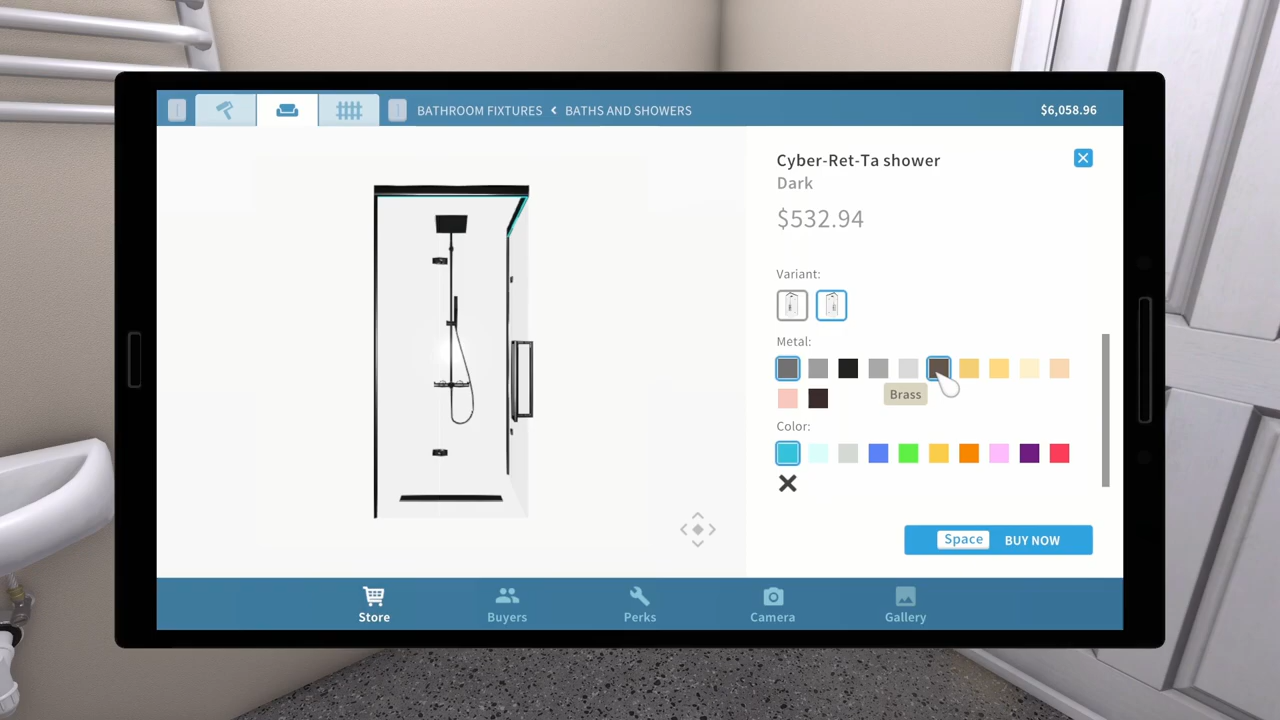 BATHROOM FIXTURES < BATHS AND SHOWERS
$6,058.96
Cyber-Ret-Ta shower
Dark
$532.94
Variant:
Metal:
Brass
Color:
Space BUY NOW
Store Buyers Perks Camera Gallery